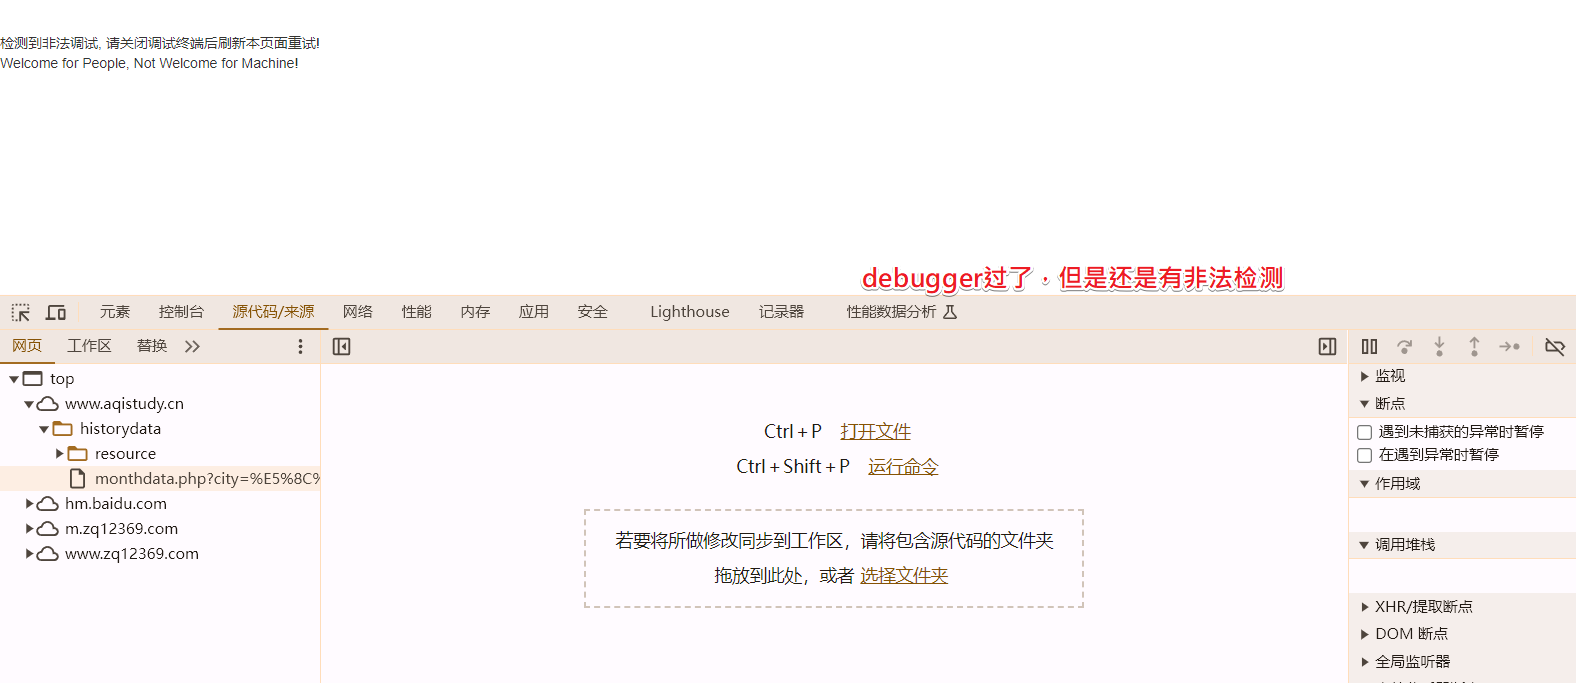 检测到非法调试, 请关闭调试终端后刷新本页面重试!
Welcome for People, Not Welcome for Machine!
debugger过了，但是还是有非法检测
元素 控制台 源代码/来源 网络 性能 内存 应用 安全 Lighthouse 记录器 性能数据分析
网页 工作区 替换
top
www.aqistudy.cn
historydata
resource
monthdata.php?city=%E5%8C%
hm.baidu.com
m.zq12369.com
www.zq12369.com
Ctrl + P 打开文件
Ctrl + Shift + P 运行命令
若要将所做修改同步到工作区，请将包含源代码的文件夹
拖放到此处，或者 选择文件夹
监视
断点
遇到未捕获的异常时暂停
在遇到异常时暂停
作用域
调用堆栈
XHR/提取断点
DOM 断点
全局监听器